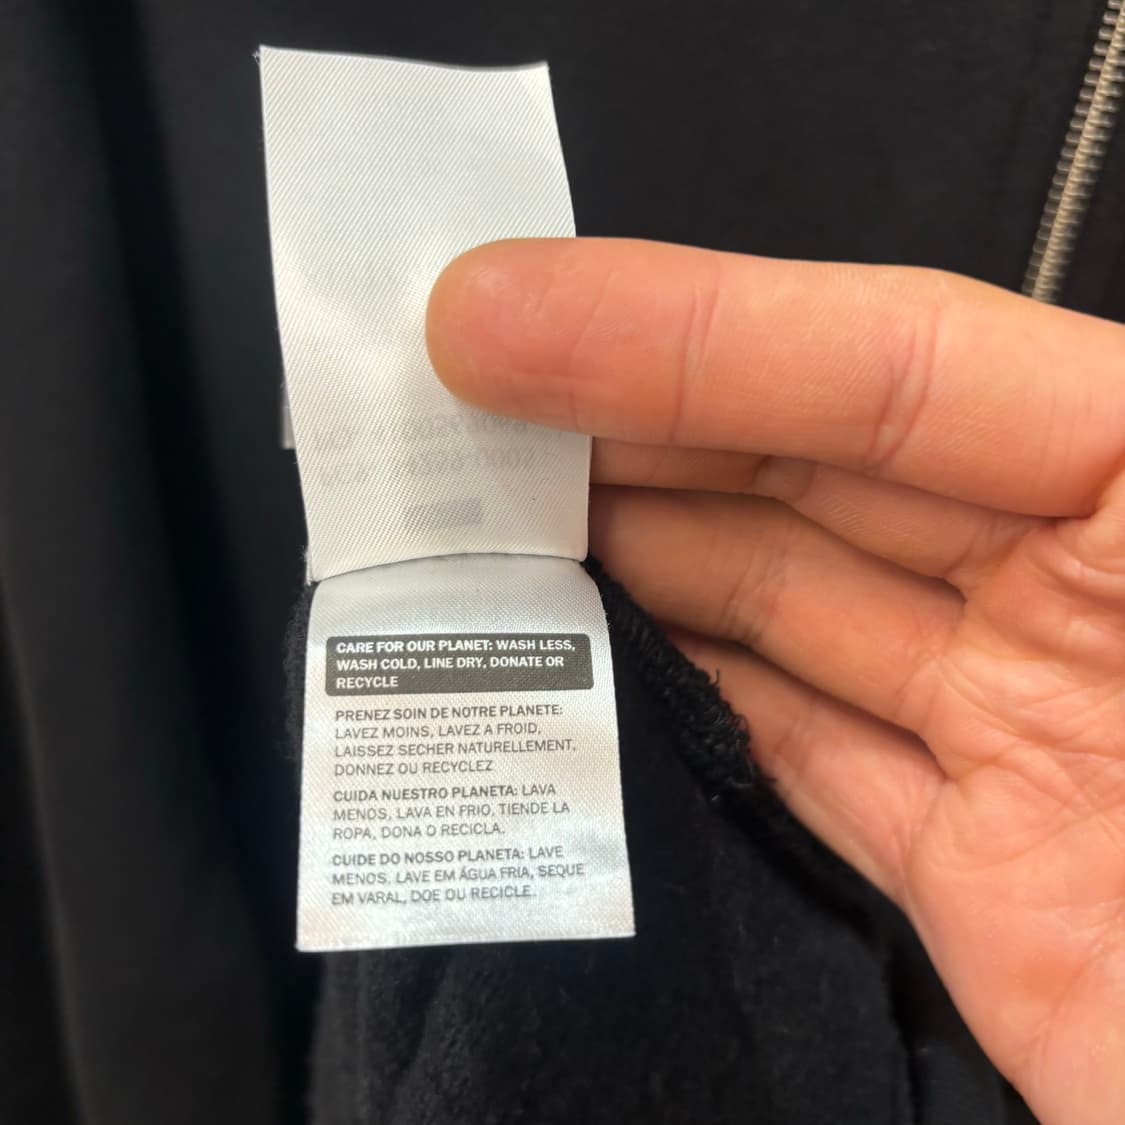 CARE FOR OUR PLANET: WASH LESS,
WASH COLD, LINE DRY, DONATE OR
RECYCLE
PRENEZ SOIN DE NOTRE PLANETE:
LAVEZ MOINS, LAVEZ A FROID,
LAISSEZ SECHER NATURELLEMENT,
DONNEZ OU RECYCLEZ
CUIDA NUESTRO PLANETA: LAVA
MENOS, LAVA EN FRIO, TIENDE LA
ROPA, DONA O RECICLA.
CUIDE DO NOSSO PLANETA: LAVE
MENOS, LAVE EM ÁGUA FRIA, SEQUE
EM VARAL, DOE OU RECICLE.